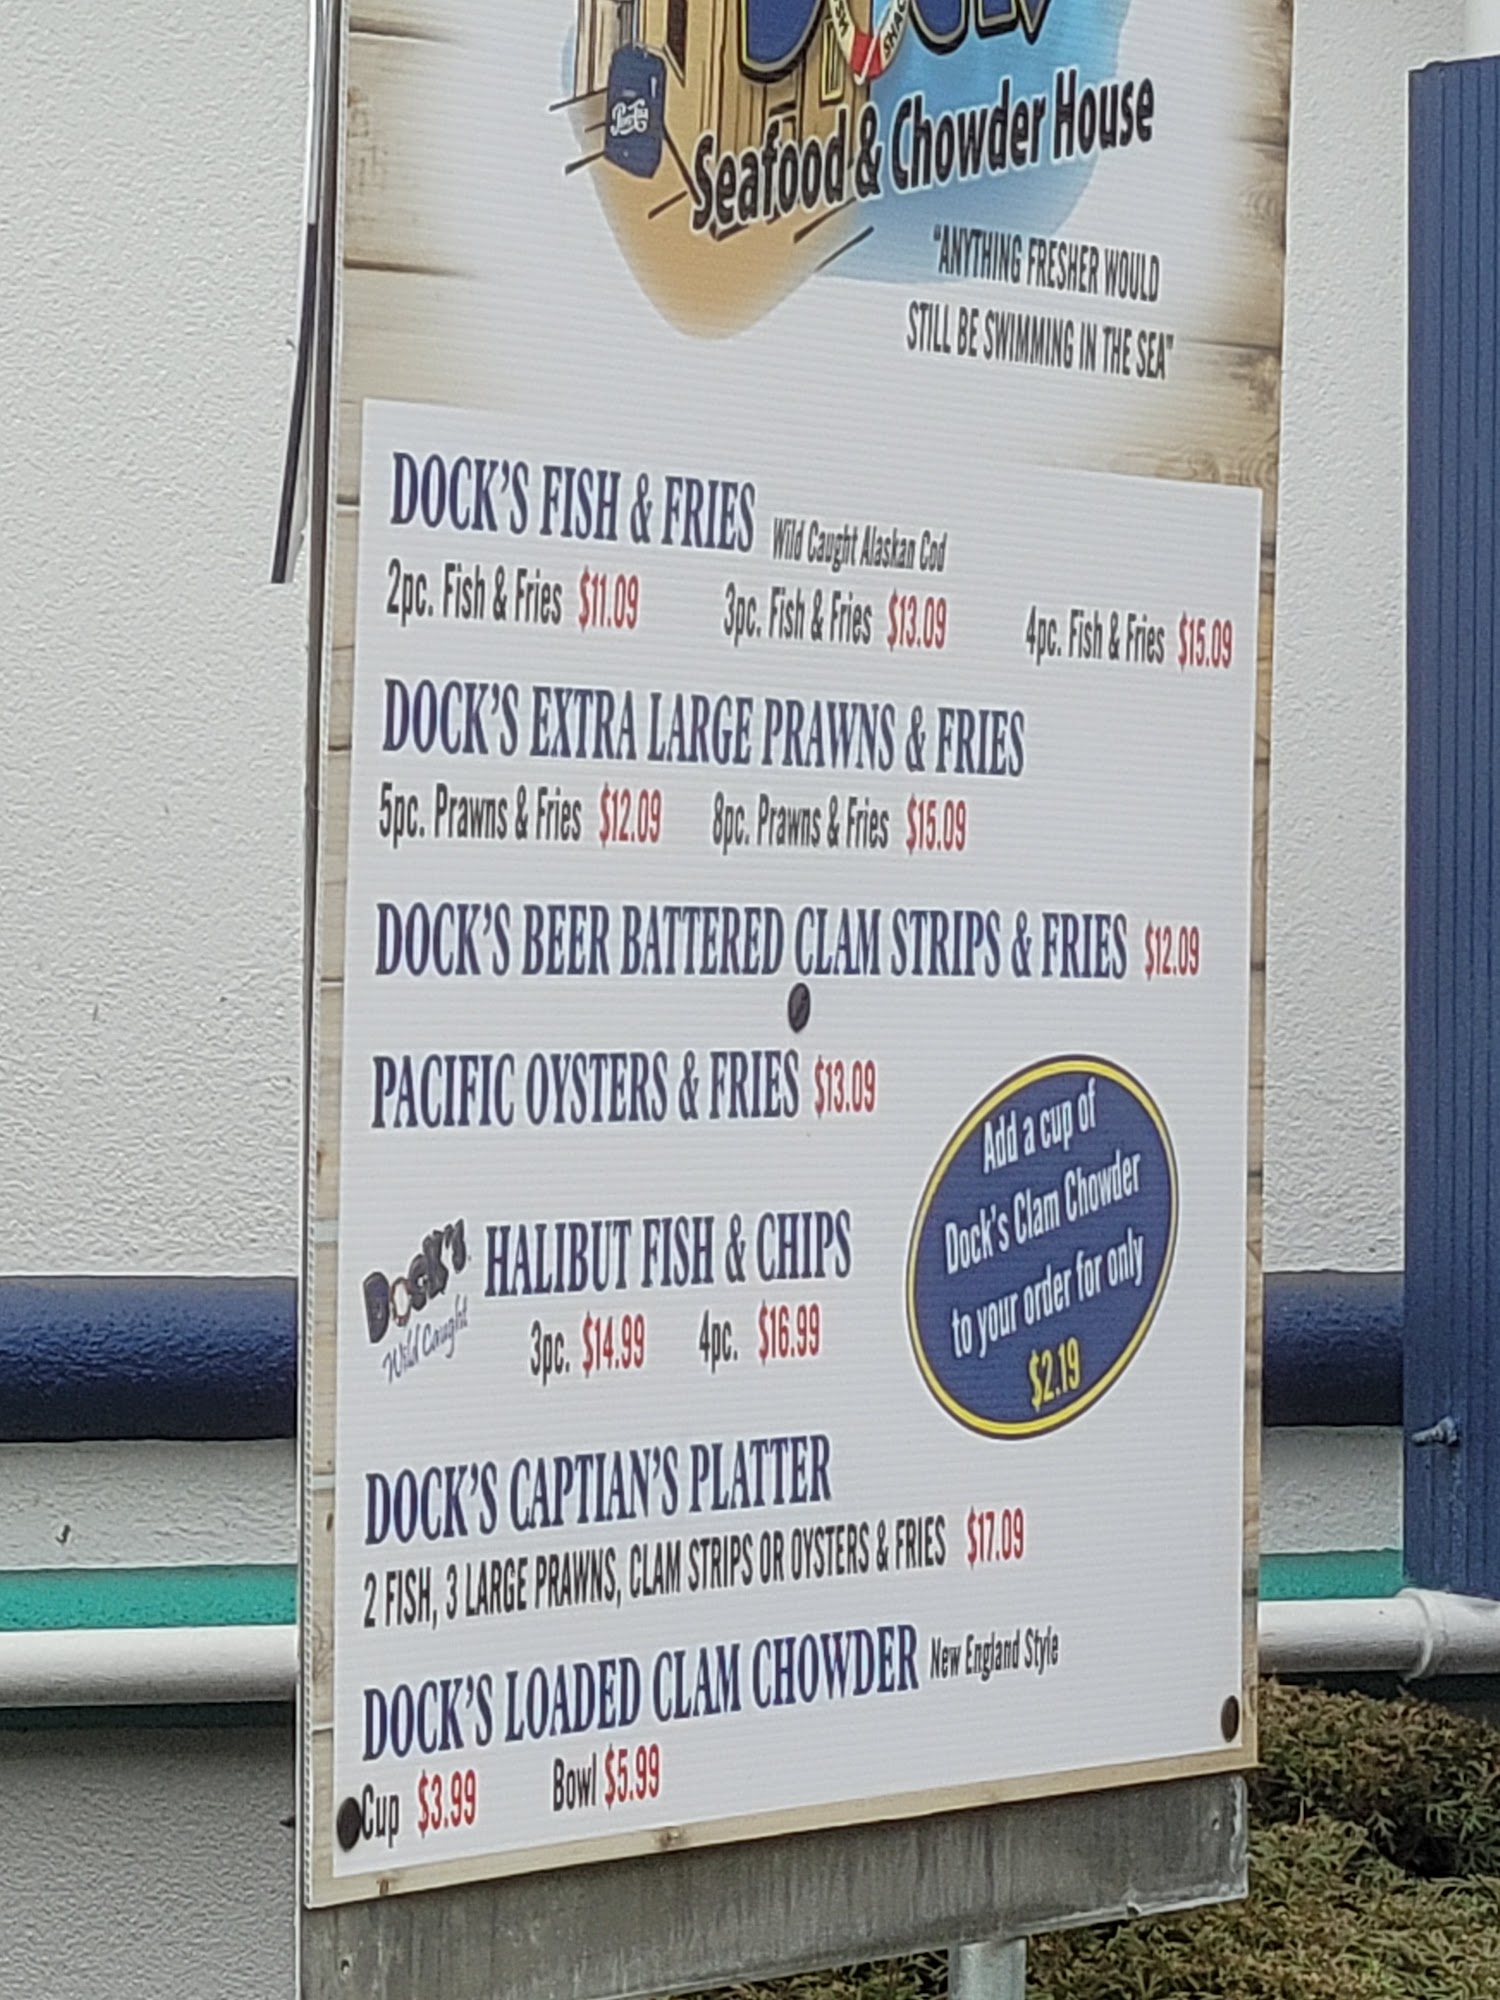 Seafood & Chowder House
"ANYTHING FRESHER WOULD
STILL BE SWIMMING IN THE SEA"
DOCK'S FISH & FRIES Wild Caught Alaskan Cod
2pc. Fish & Fries $11.09 3pc. Fish & Fries $13.09 4pc. Fish & Fries $15.09
DOCK'S EXTRA LARGE PRAWNS & FRIES
5pc. Prawns & Fries $12.09 8pc. Prawns & Fries $15.09
DOCK'S BEER BATTERED CLAM STRIPS & FRIES $12.09
PACIFIC OYSTERS & FRIES $13.09
Add a cup of
Dock's Clam Chowder
to your order for only
$2.19
Dock's
Wild Caught
HALIBUT FISH & CHIPS
3pc. $14.99 4pc. $16.99
DOCK'S CAPTIAN'S PLATTER
2 FISH, 3 LARGE PRAWNS, CLAM STRIPS OR OYSTERS & FRIES $17.09
DOCK'S LOADED CLAM CHOWDER New England Style
Cup $3.99 Bowl $5.99